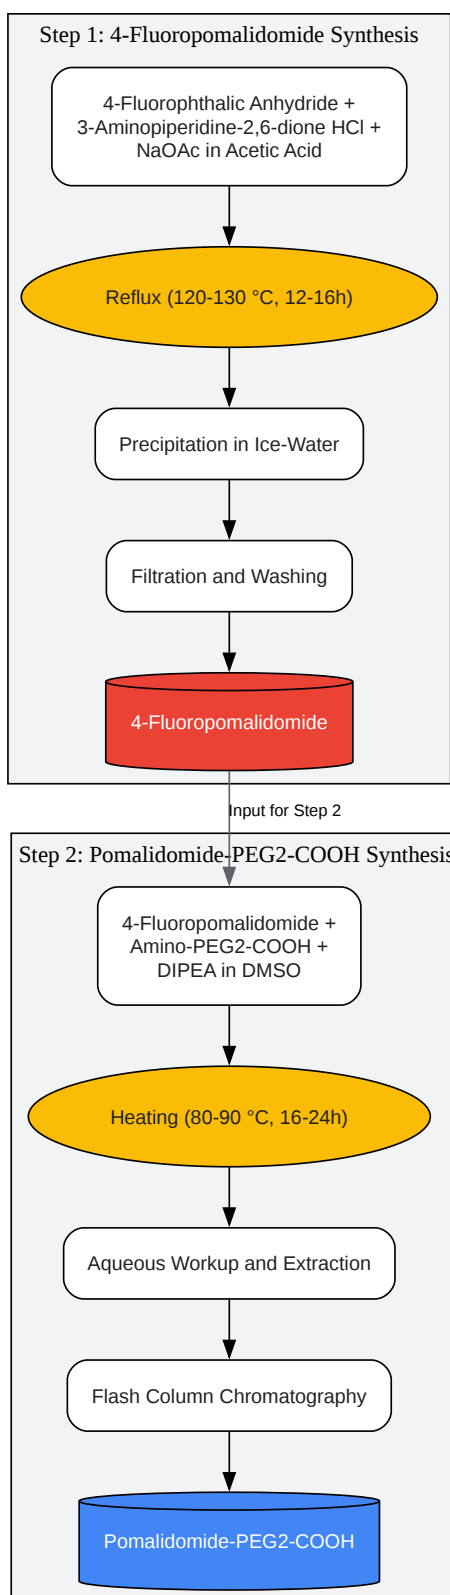 Step 1: 4-Fluoropomalidomide Synthesis
4-Fluorophthalic Anhydride +
3-Aminopiperidine-2,6-dione HCl +
NaOAc in Acetic Acid
Reflux (120-130 °C, 12-16h)
Precipitation in Ice-Water
Filtration and Washing
4-Fluoropomalidomide
Input for Step 2
Step 2: Pomalidomide-PEG2-COOH Synthesis
4-Fluoropomalidomide +
Amino-PEG2-COOH +
DIPEA in DMSO
Heating (80-90 °C, 16-24h)
Aqueous Workup and Extraction
Flash Column Chromatography
Pomalidomide-PEG2-COOH